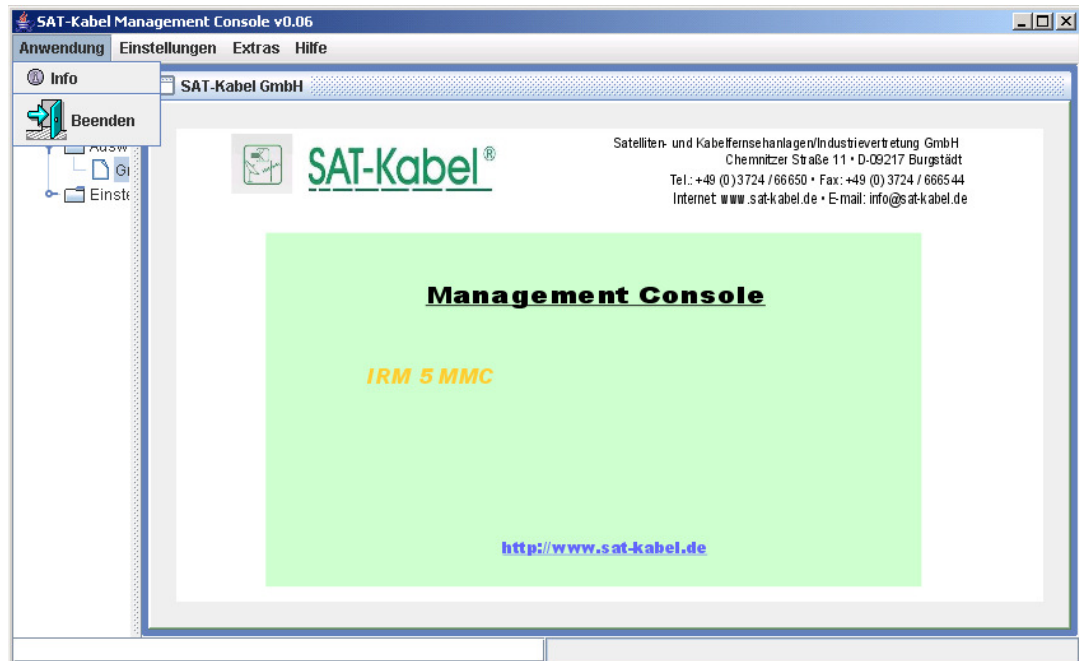 SAT-Kabel Management Console v0.06
Anwendung Einstellungen Extras Hilfe
Info
Beenden
SAT-Kabel GmbH
SAT-Kabel®
Satelliten- und Kabelfernsehanlagen/Industrievertretung GmbH
Chemnitzer Straße 11 • D-09217 Burgstädt
Tel.: +49 (0)3724 / 66650 • Fax: +49 (0) 3724 / 666544
Internet: www.sat-kabel.de • E-mail: info@sat-kabel.de
Management Console
IRM 5 MMC
http://www.sat-kabel.de